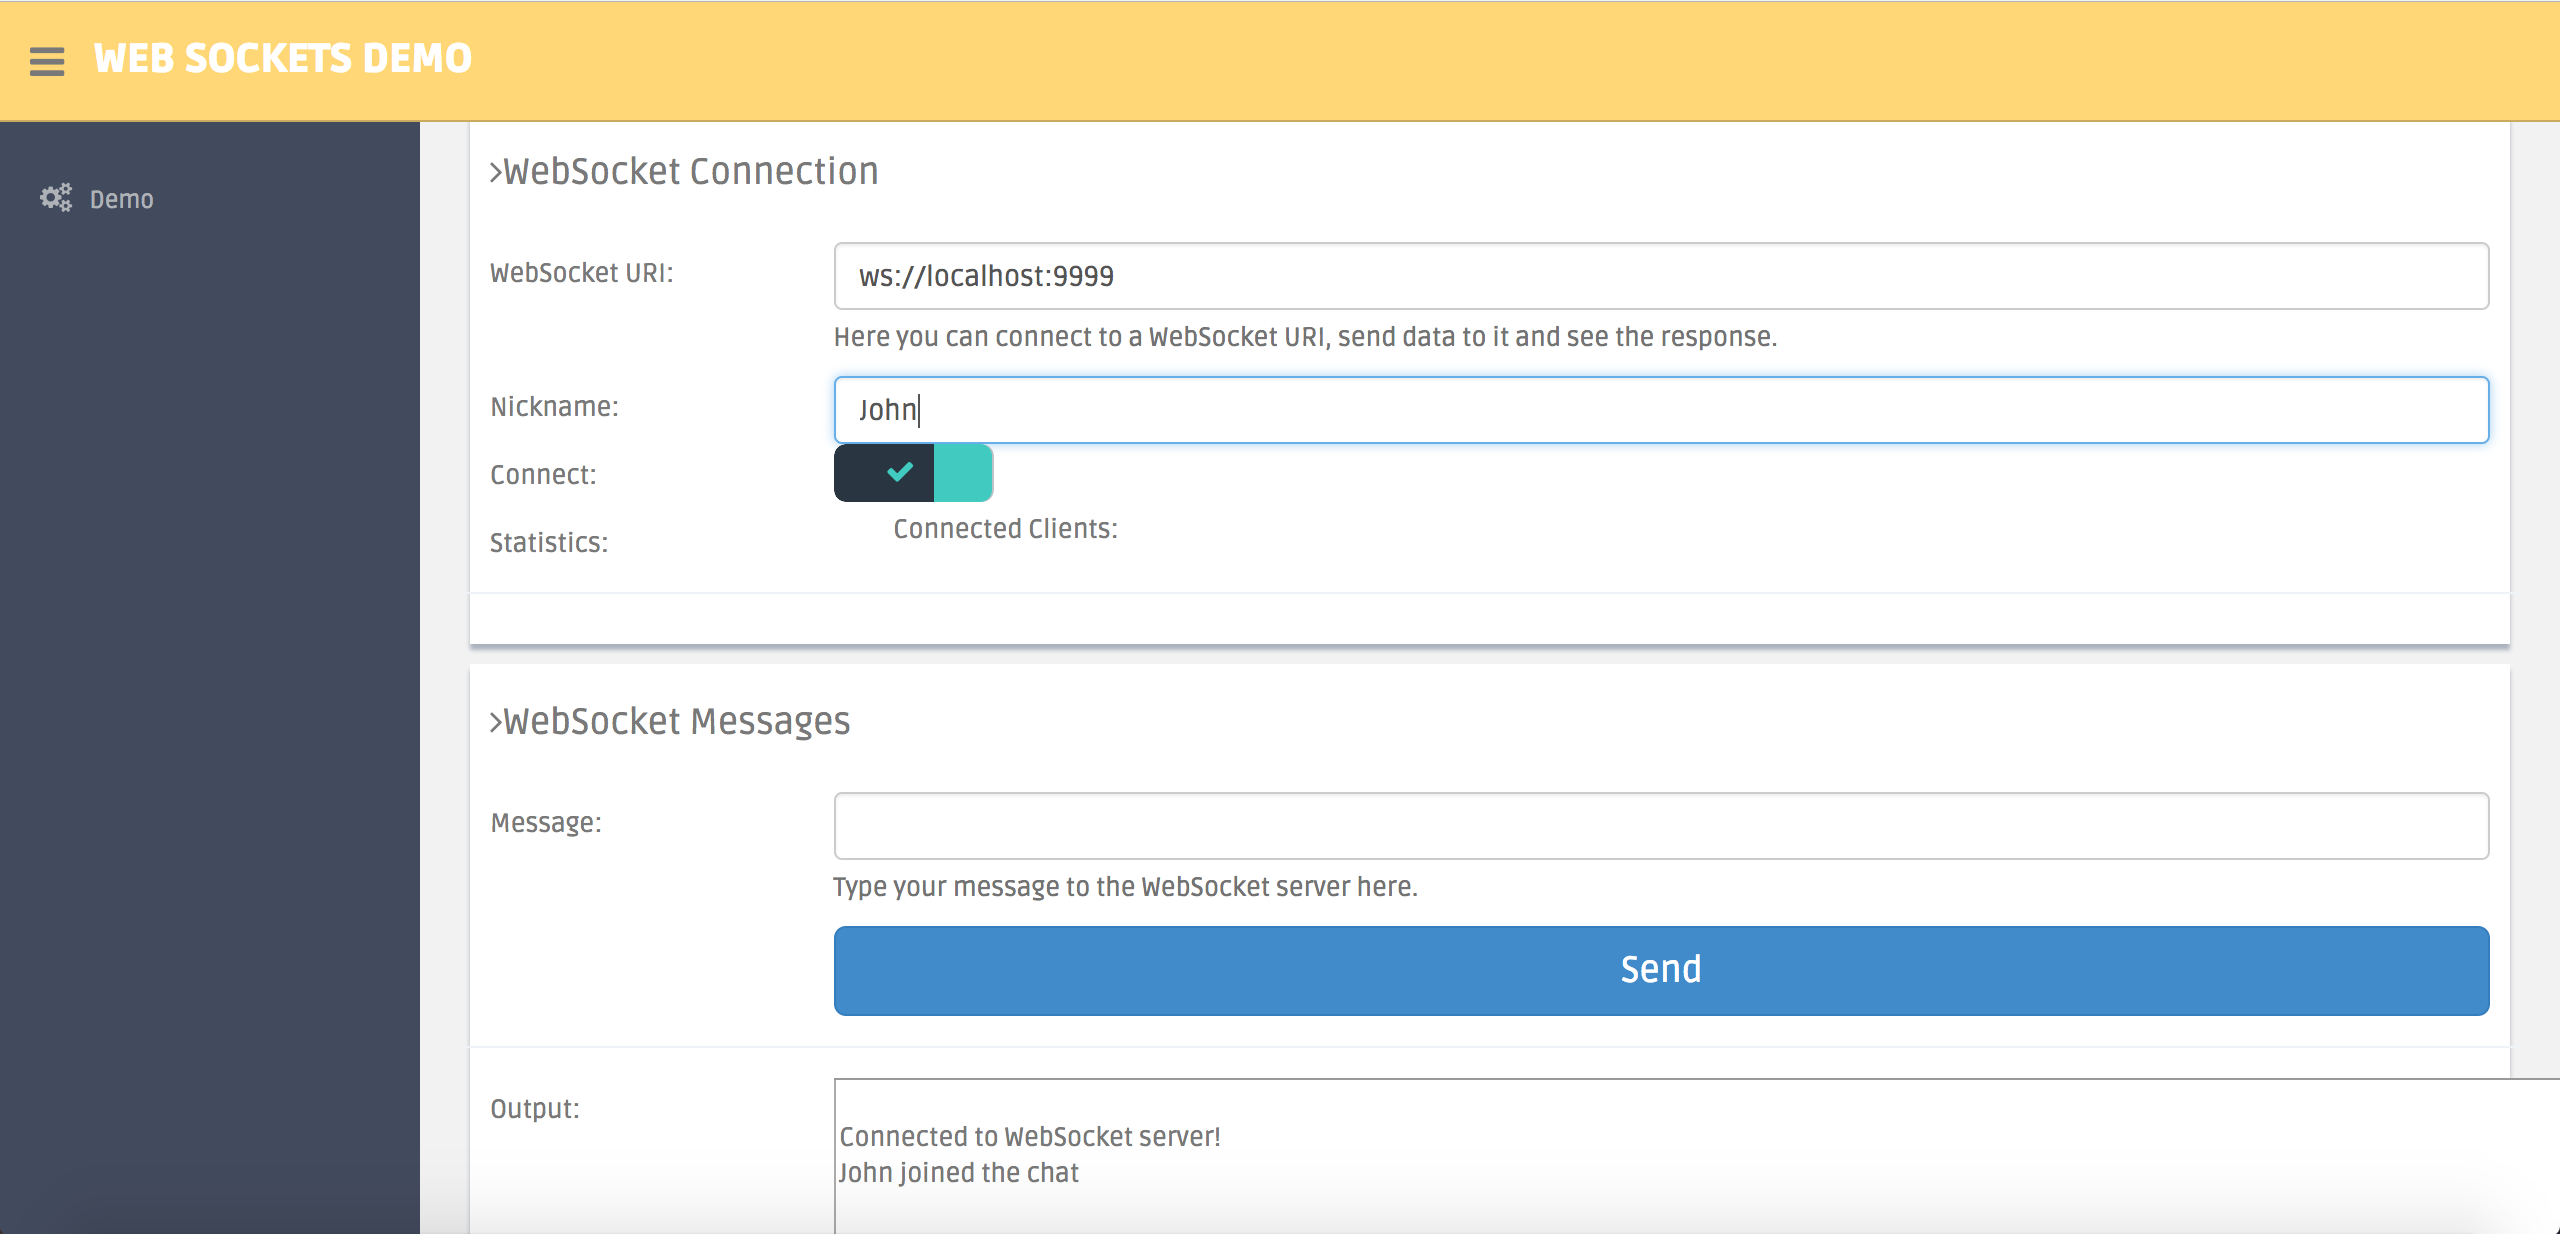 WEB SOCKETS DEMO
Demo
WebSocket Connection
WebSocket URI:
ws://localhost:9999
Here you can connect to a WebSocket URI, send data to it and see the response.
Nickname:
John
Connect:
Statistics:
Connected Clients:
WebSocket Messages
Message:
Type your message to the WebSocket server here.
Send
Output:
Connected to WebSocket server!
John joined the chat